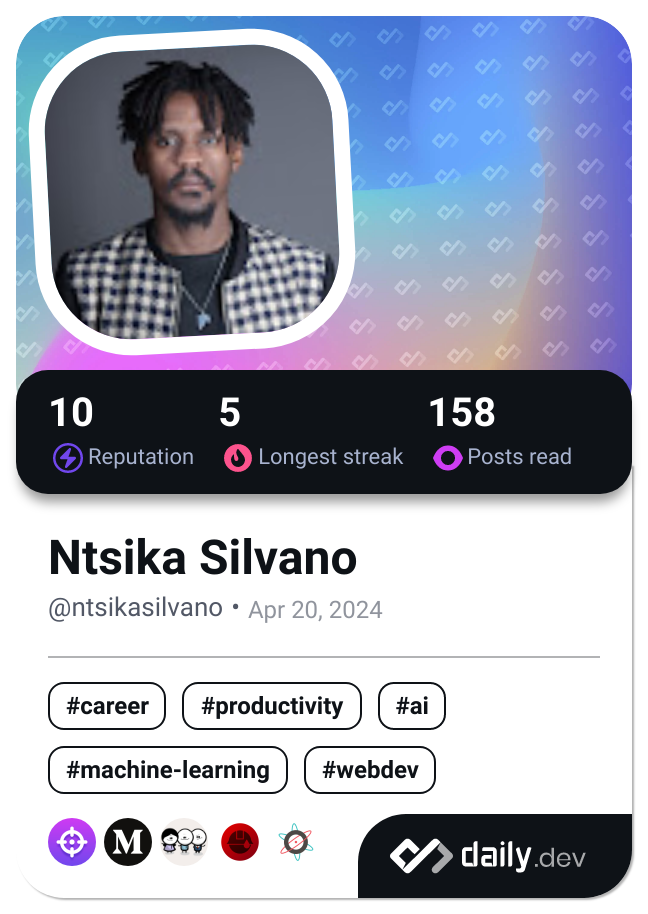 10 5 158
Reputation Longest streak Posts read
Ntsika Silvano
@ntsikasilvano • Apr 20, 2024
#career #productivity #ai
#machine-learning #webdev
M
daily.dev